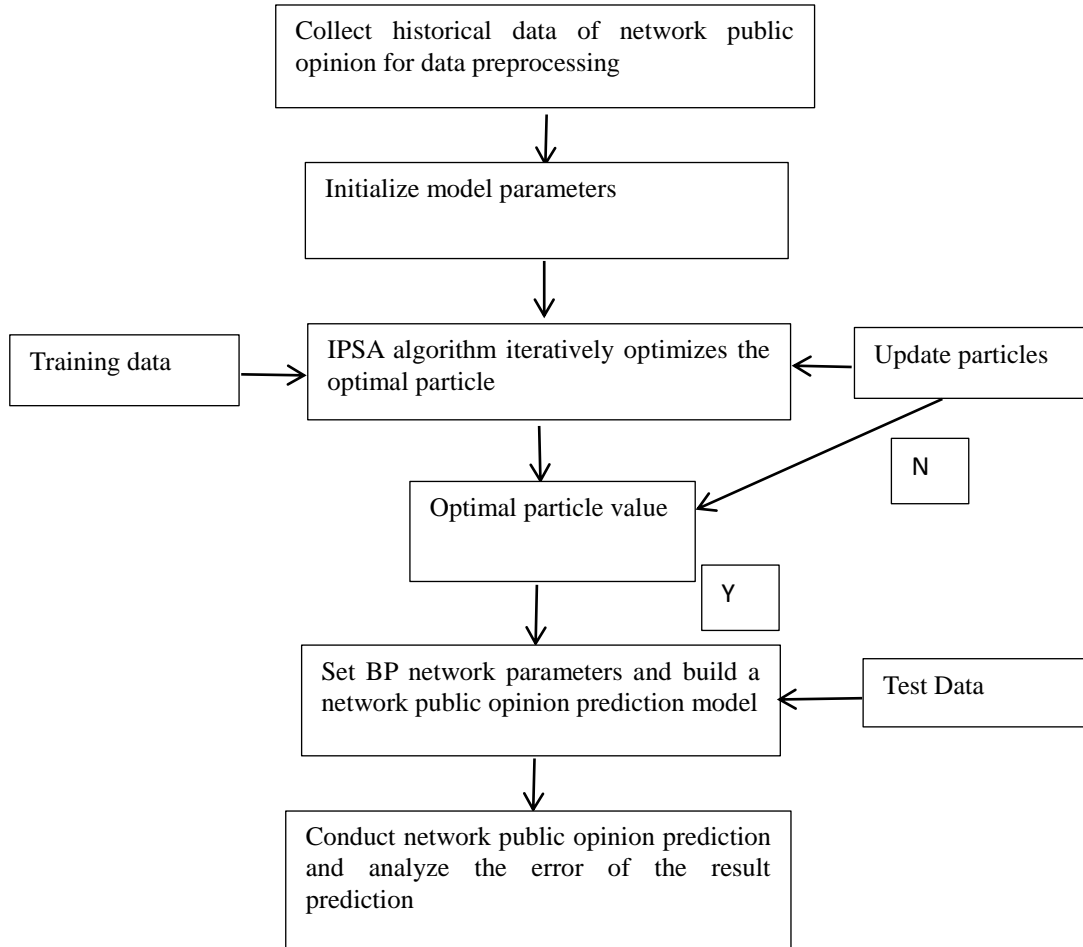 Collect historical data of network public
opinion for data preprocessing
Initialize model parameters
Training data
IPSA algorithm iteratively optimizes the
optimal particle
Update particles
N
Optimal particle value
Y
Set BP network parameters and build a
network public opinion prediction model
Test Data
Conduct network public opinion prediction
and analyze the error of the result
prediction